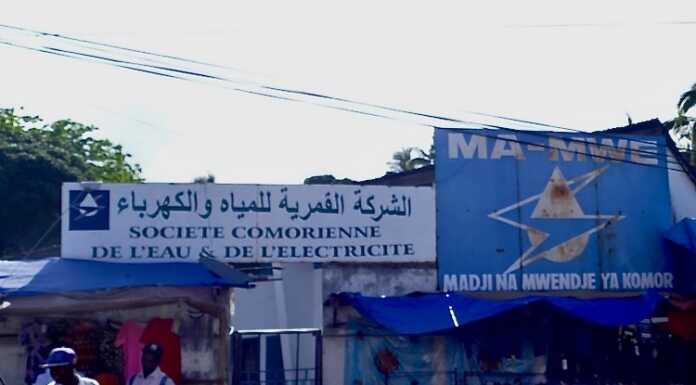 الشركة القمرية للمياه والكهرباء
SOCIETE COMORIENNE
DE L'EAU & DE L'ELECTRICITE
MA-MWE
MADJI NA MWENDJE YA KOMOR